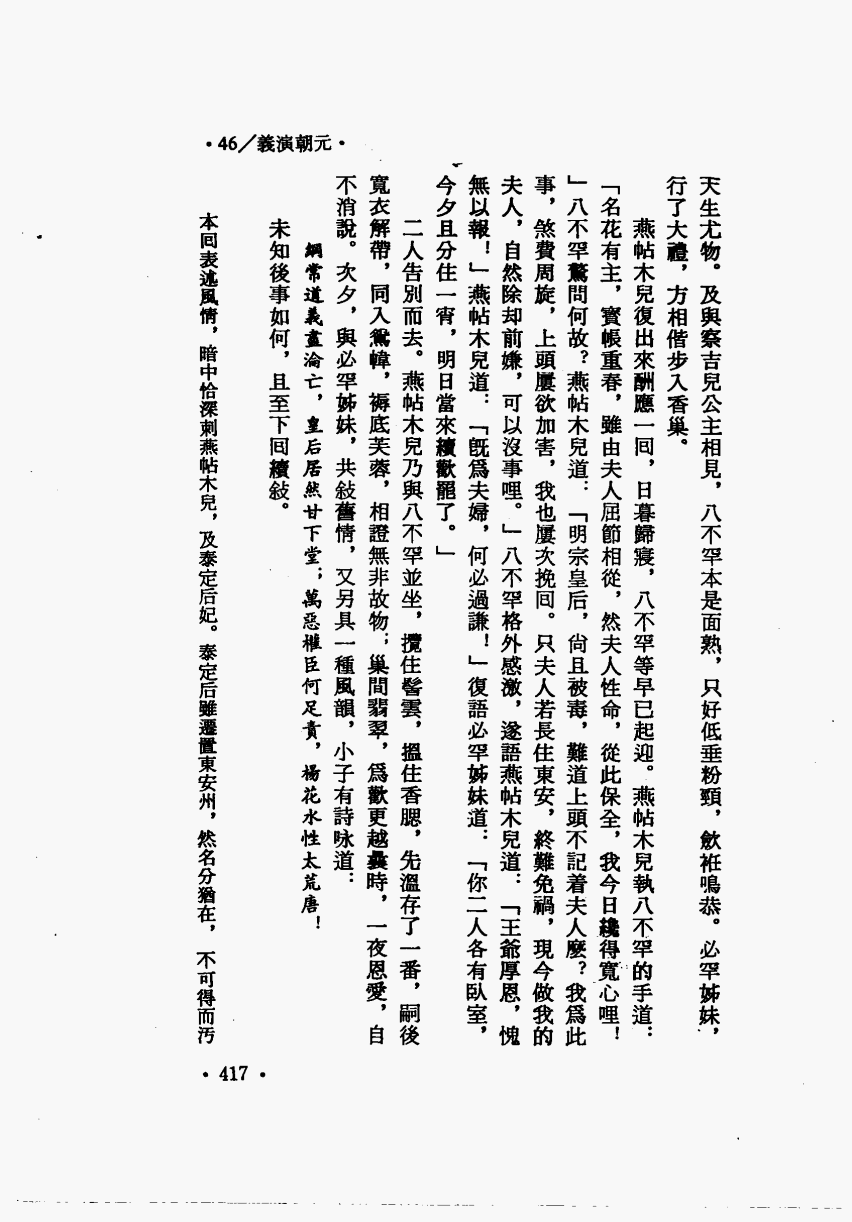 •46／義演朝元•
天生尤物。及與察吉兒公主相見，八不罕本是面熟，只好低垂粉頸，斂袵鳴恭。必罕姊妹，
行了大禮，方相偕步入香巢。
燕帖木兒復出來酬應一回，日暮歸寢，八不罕等早已起迎。燕帖木兒執八不罕的手道：
「名花有主，寳帳重春，雖由夫人屈節相從，然夫人性命，從此保全，我今日纔得寬心哩！
」八不罕驚問何故？燕帖木兒道：「明宗皇后，尙且被毒，難道上頭不記着夫人麼？我爲此
事，煞費周旋，上頭屢欲加害，我也屢次挽回。只夫人若長住東安，終難免禍，現今做我的
夫人，自然除却前嫌，可以沒事哩。」八不罕格外感激，遂語燕帖木兒道：「王爺厚恩，愧
無以報！」燕帖木兒道：「旣爲夫婦，何必過謙！」復語必罕姊妹道：「你二人各有臥室，
今夕且分住一宵，明日當來續歡罷了。」
二人告別而去。燕帖木兒乃與八不罕並坐，攬住髻雲，搵住香腮，先溫存了一番，嗣後
寬衣解帶，同入鴛幃，褥底芙蓉，相證無非故物；巢間翡翠，爲歡更越曩時，一夜恩愛，自
不消說。次夕，與必罕姊妹，共敍舊情，又另具一種風韻，小子有詩咏道：
綱常道義盡淪亡，皇后居然甘下堂；萬惡權臣何足責，楊花水性太荒唐！
未知後事如何，且至下回續敍。
本回表述風情，暗中恰深刺燕帖木兒，及泰定后妃。泰定后雖遷置東安州，然名分猶在，不可得而汚
•417•